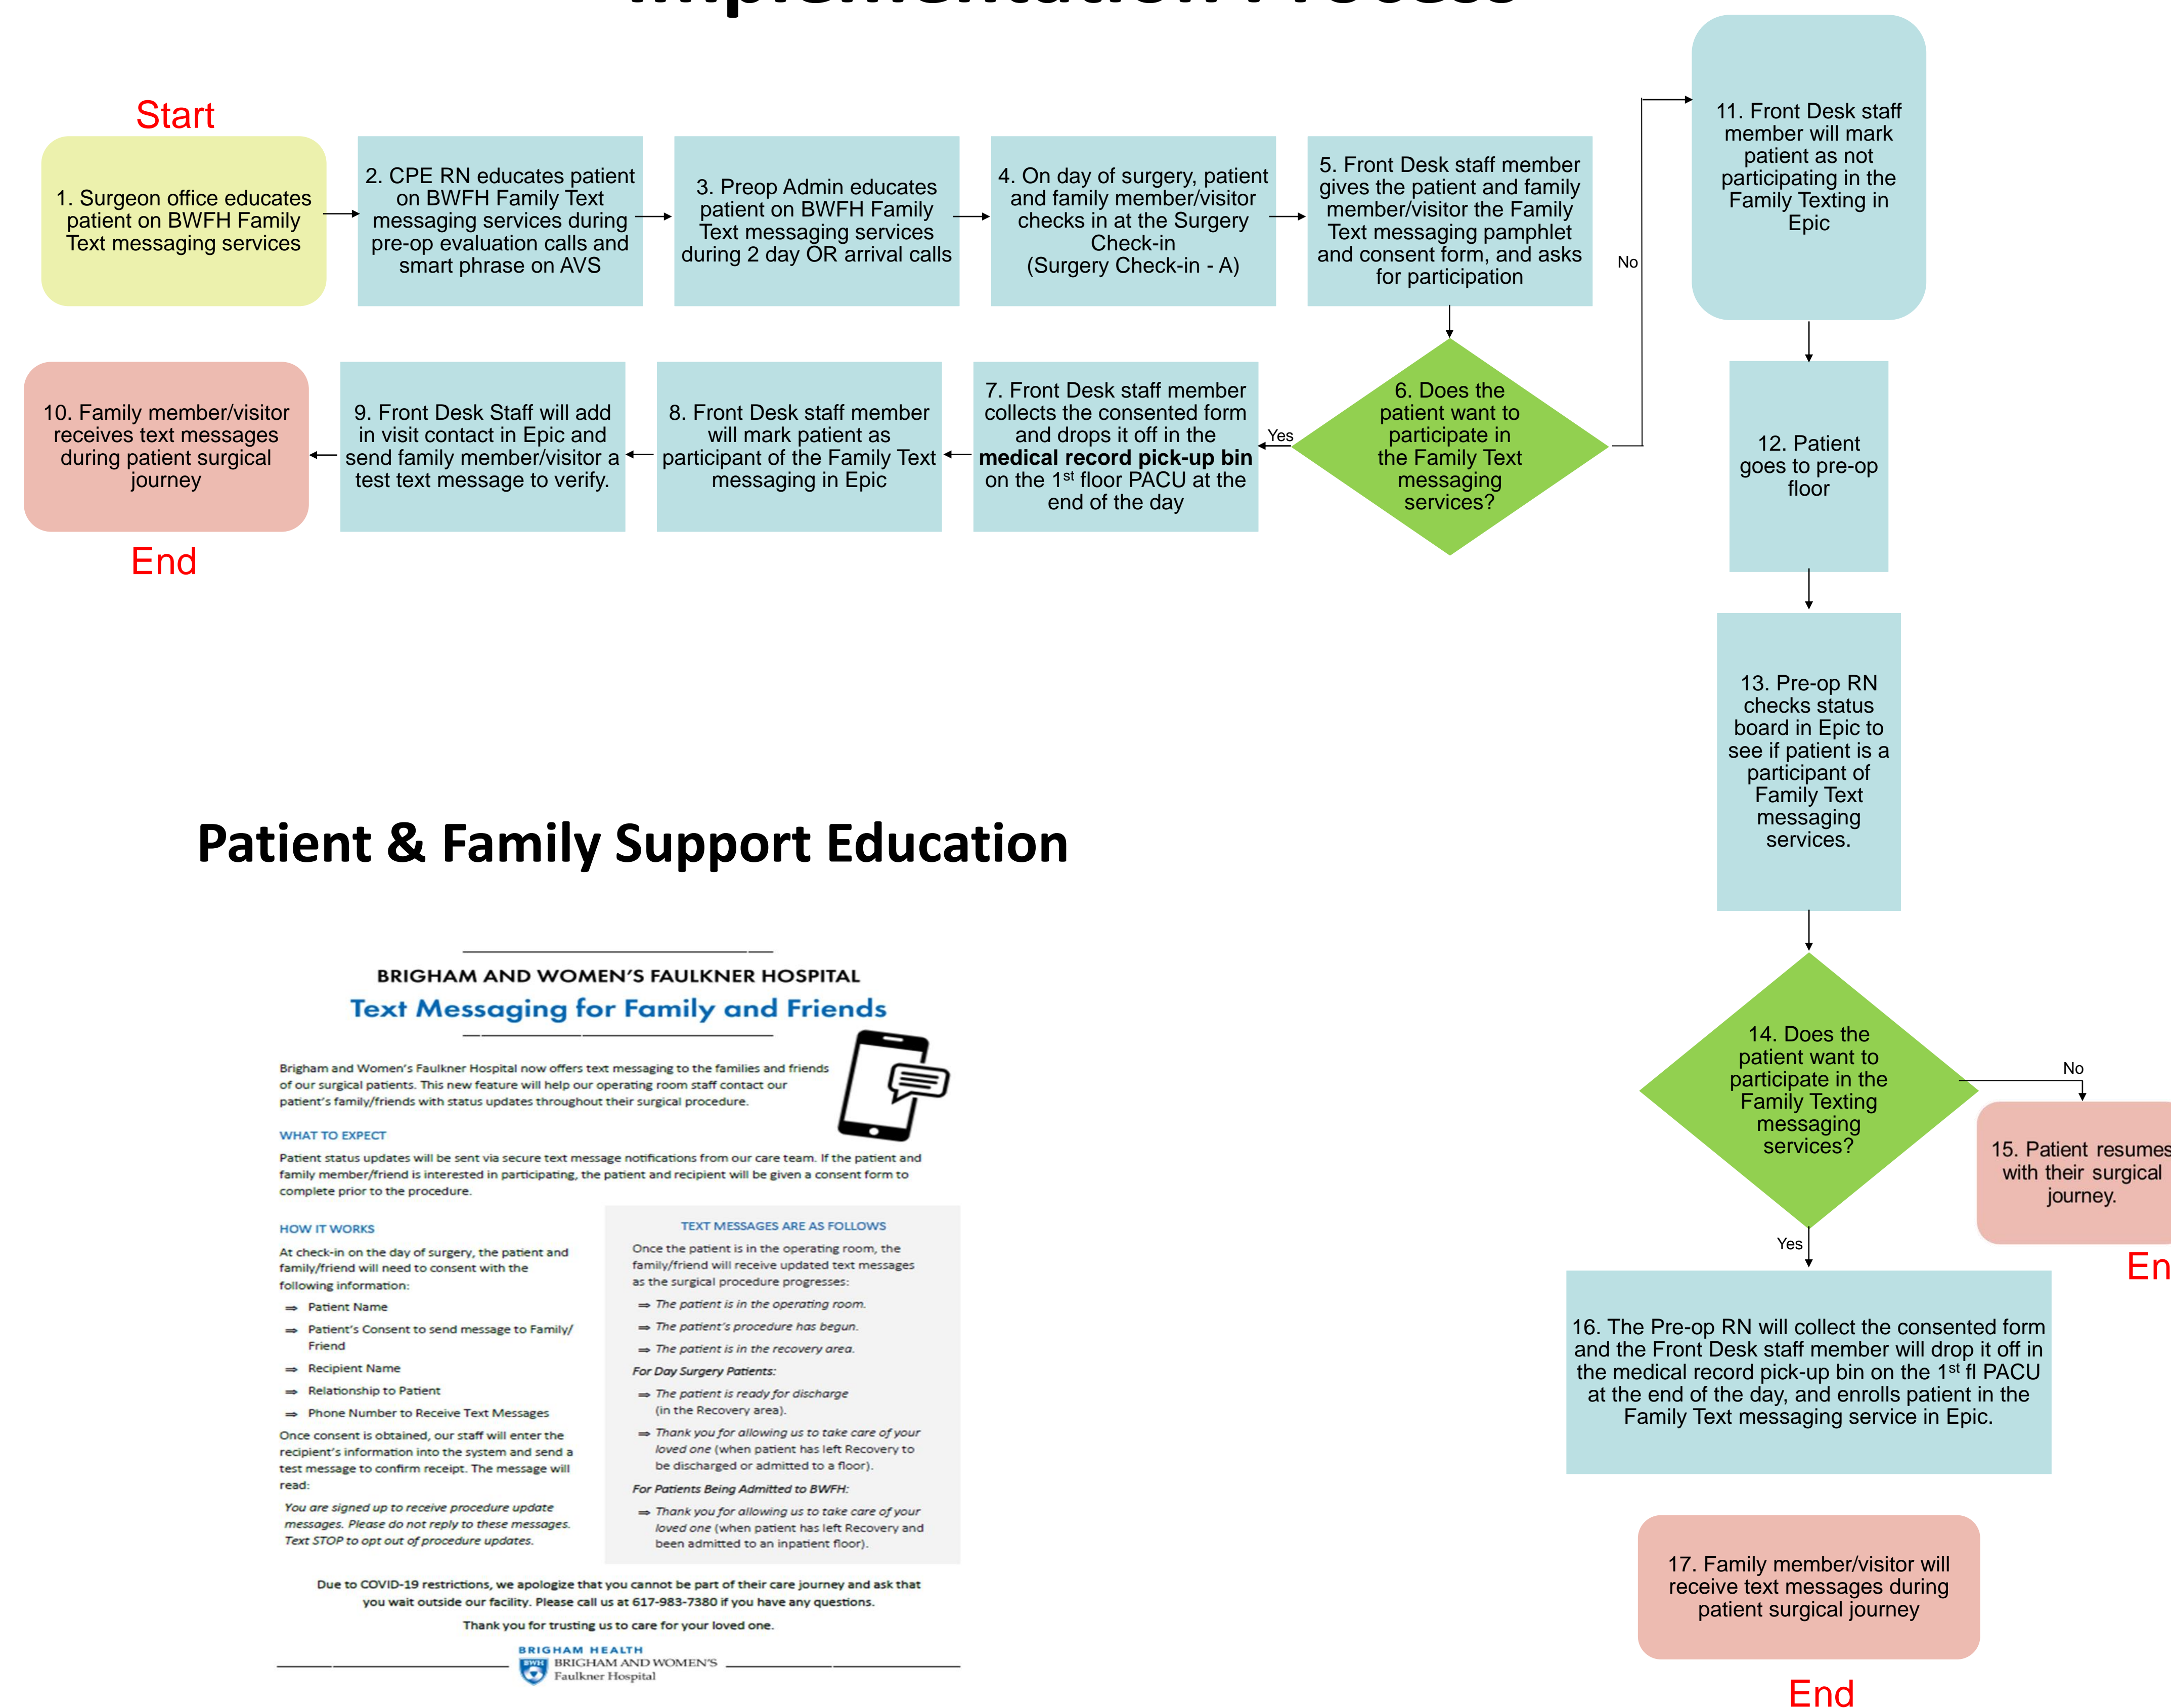 Implementation Process
Start
1. Surgeon office educates
patient on BWFH Family
Text messaging services
2. CPE RN educates patient
on BWFH Family Text
messaging services during
pre-op evaluation calls and
smart phrase on AVS
3. Preop Admin educates
patient on BWFH Family
Text messaging services
during 2 day OR arrival calls
4. On day of surgery, patient
and family member/visitor
checks in at the Surgery
Check-in
(Surgery Check-in - A)
5. Front Desk staff member
gives the patient and family
member/visitor the Family
Text messaging pamphlet
and consent form, and asks
for participation
No
11. Front Desk staff
member will mark
patient as not
participating in the
Family Texting in
Epic
10. Family member/visitor
receives text messages
during patient surgical
journey
End
9. Front Desk Staff will add
in visit contact in Epic and
send family member/visitor a
test text message to verify.
8. Front Desk staff member
will mark patient as
participant of the Family Text
messaging in Epic
7. Front Desk staff member
collects the consented form
and drops it off in the
medical record pick-up bin
on the 1st floor PACU at the
end of the day
Yes
6. Does the
patient want to
participate in
the Family Text
messaging
services?
12. Patient
goes to pre-op
floor
13. Pre-op RN
checks status
board in Epic to
see if patient is a
participant of
Family Text
messaging
services.
14. Does the
patient want to
participate in the
Family Texting
messaging
services?
No
15. Patient resumes
with their surgical
journey.
En
Yes
16. The Pre-op RN will collect the consented form
and the Front Desk staff member will drop it off in
the medical record pick-up bin on the 1st fl PACU
at the end of the day, and enrolls patient in the
Family Text messaging service in Epic.
17. Family member/visitor will
receive text messages during
patient surgical journey
End
Patient & Family Support Education
BRIGHAM AND WOMEN'S FAULKNER HOSPITAL
Text Messaging for Family and Friends
Brigham and Women's Faulkner Hospital now offers text messaging to the families and friends
of our surgical patients. This new feature will help our operating room staff contact our
patient's family/friends with status updates throughout their surgical procedure.
WHAT TO EXPECT
Patient status updates will be sent via secure text message notifications from our care team. If the patient and
family member/friend is interested in participating, the patient and recipient will be given a consent form to
complete prior to the procedure.
HOW IT WORKS
At check-in on the day of surgery, the patient and
family/friend will need to consent with the
following information:
⇒ Patient Name
⇒ Patient's Consent to send message to Family/
Friend
⇒ Recipient Name
⇒ Relationship to Patient
⇒ Phone Number to Receive Text Messages
Once consent is obtained, our staff will enter the
recipient's information into the system and send a
test message to confirm receipt. The message will
read:
You are signed up to receive procedure update
messages. Please do not reply to these messages.
Text STOP to opt out of procedure updates.
TEXT MESSAGES ARE AS FOLLOWS
Once the patient is in the operating room, the
family/friend will receive updated text messages
as the surgical procedure progresses:
⇒ The patient is in the operating room.
⇒ The patient's procedure has begun.
⇒ The patient is in the recovery area.
For Day Surgery Patients:
⇒ The patient is ready for discharge
(in the Recovery area).
⇒ Thank you for allowing us to take care of your
loved one (when patient has left Recovery to
be discharged or admitted to a floor).
For Patients Being Admitted to BWFH:
⇒ Thank you for allowing us to take care of your
loved one (when patient has left Recovery and
been admitted to an inpatient floor).
Due to COVID-19 restrictions, we apologize that you cannot be part of their care journey and ask that
you wait outside our facility. Please call us at 617-983-7380 if you have any questions.
Thank you for trusting us to care for your loved one.
BRIGHAM HEALTH
BWH
BRIGHAM AND WOMEN'S
Faulkner Hospital